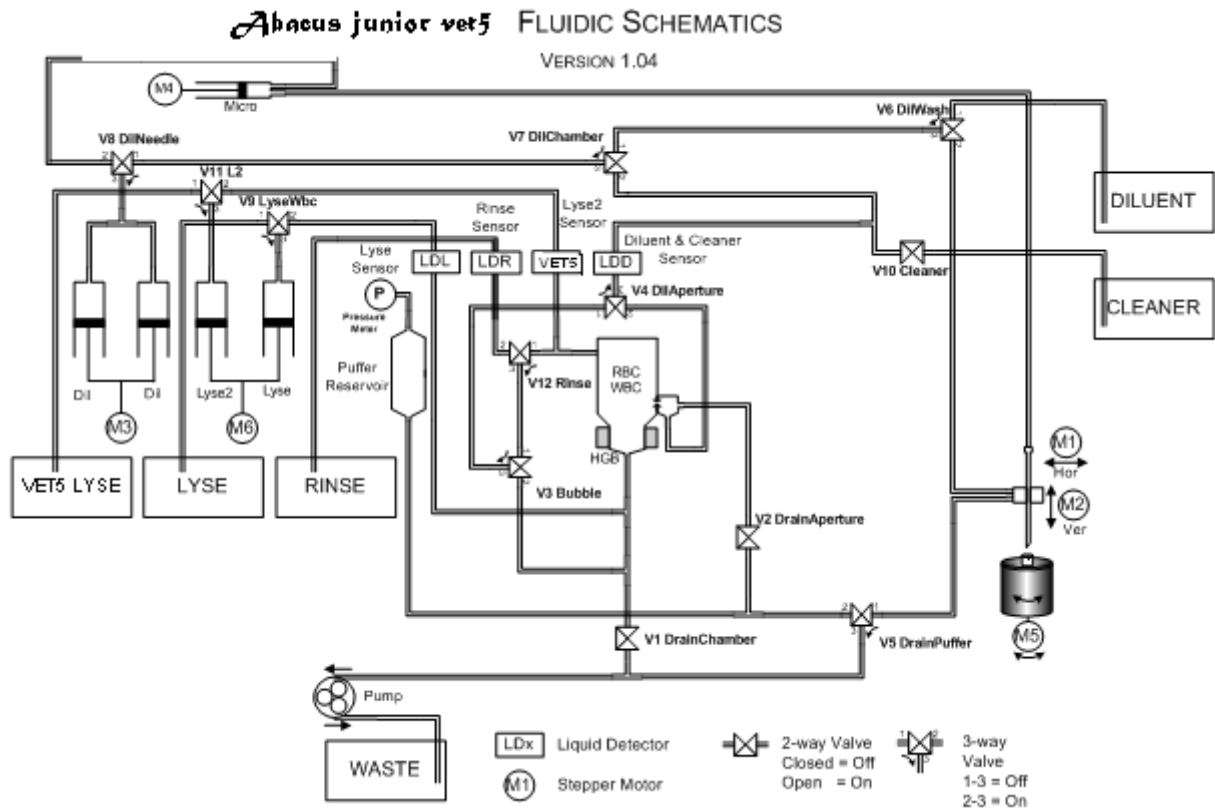 Abacus junior vet5 FLUIDIC SCHEMATICS
VERSION 1.04
M4
Micro
V6 DilWash
V7 DilChamber
V8 DilNeedle
V11 L2
V9 LyseWbc
DILUENT
Rinse
Sensor
Lyse2
Sensor
Lyse
Sensor
LDL
LDR
VET5
LDD
Diluent & Cleaner
Sensor
V10 Cleaner
CLEANER
P
Pressure
Meter
V4 DilAperture
Puffer
Reservoir
V12 Rinse
RBC
WBC
Dil
Dil
Lyse2
Lyse
M3
M6
HGB
M1
Hor
M2
Ver
VET5 LYSE
LYSE
RINSE
V3 Bubble
V2 DrainAperture
V1 DrainChamber
V5 DrainPuffer
M5
Pump
WASTE
LDx Liquid Detector
M1 Stepper Motor
2-way Valve
Closed = Off
Open = On
3-way
Valve
1-3 = Off
2-3 = On